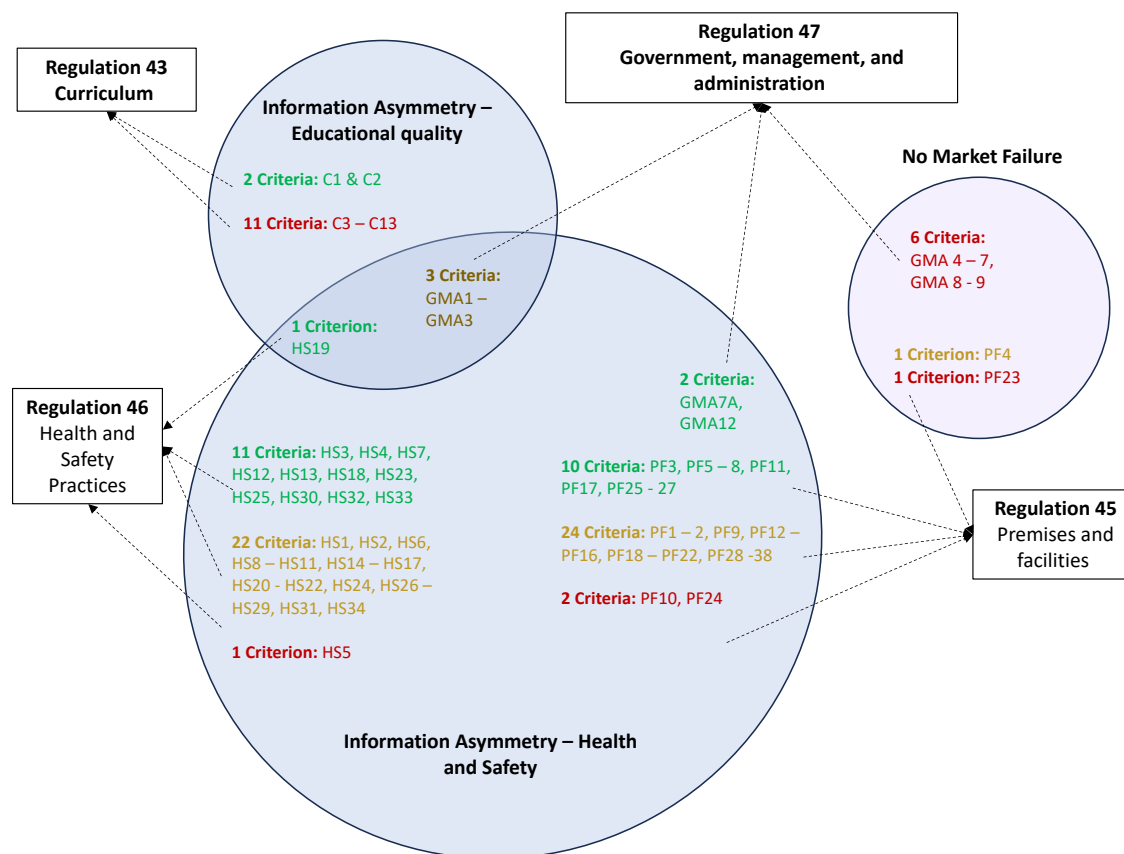 Regulation 43
Curriculum
Regulation 47
Government, management, and
administration
Information Asymmetry –
Educational quality
2 Criteria: C1 & C2
11 Criteria: C3 – C13
No Market Failure
6 Criteria:
GMA 4 – 7,
GMA 8 - 9
1 Criterion: PF4
1 Criterion: PF23
3 Criteria:
GMA1 –
GMA3
1 Criterion:
HS19
Regulation 46
Health and
Safety
Practices
2 Criteria:
GMA7A,
GMA12
11 Criteria: HS3, HS4, HS7,
HS12, HS13, HS18, HS23,
HS25, HS30, HS32, HS33
22 Criteria: HS1, HS2, HS6,
HS8 – HS11, HS14 – HS17,
HS20 - HS22, HS24, HS26 –
HS29, HS31, HS34
1 Criterion: HS5
10 Criteria: PF3, PF5 – 8, PF11,
PF17, PF25 - 27
24 Criteria: PF1 – 2, PF9, PF12 –
PF16, PF18 – PF22, PF28 -38
2 Criteria: PF10, PF24
Regulation 45
Premises and
facilities
Information Asymmetry – Health
and Safety